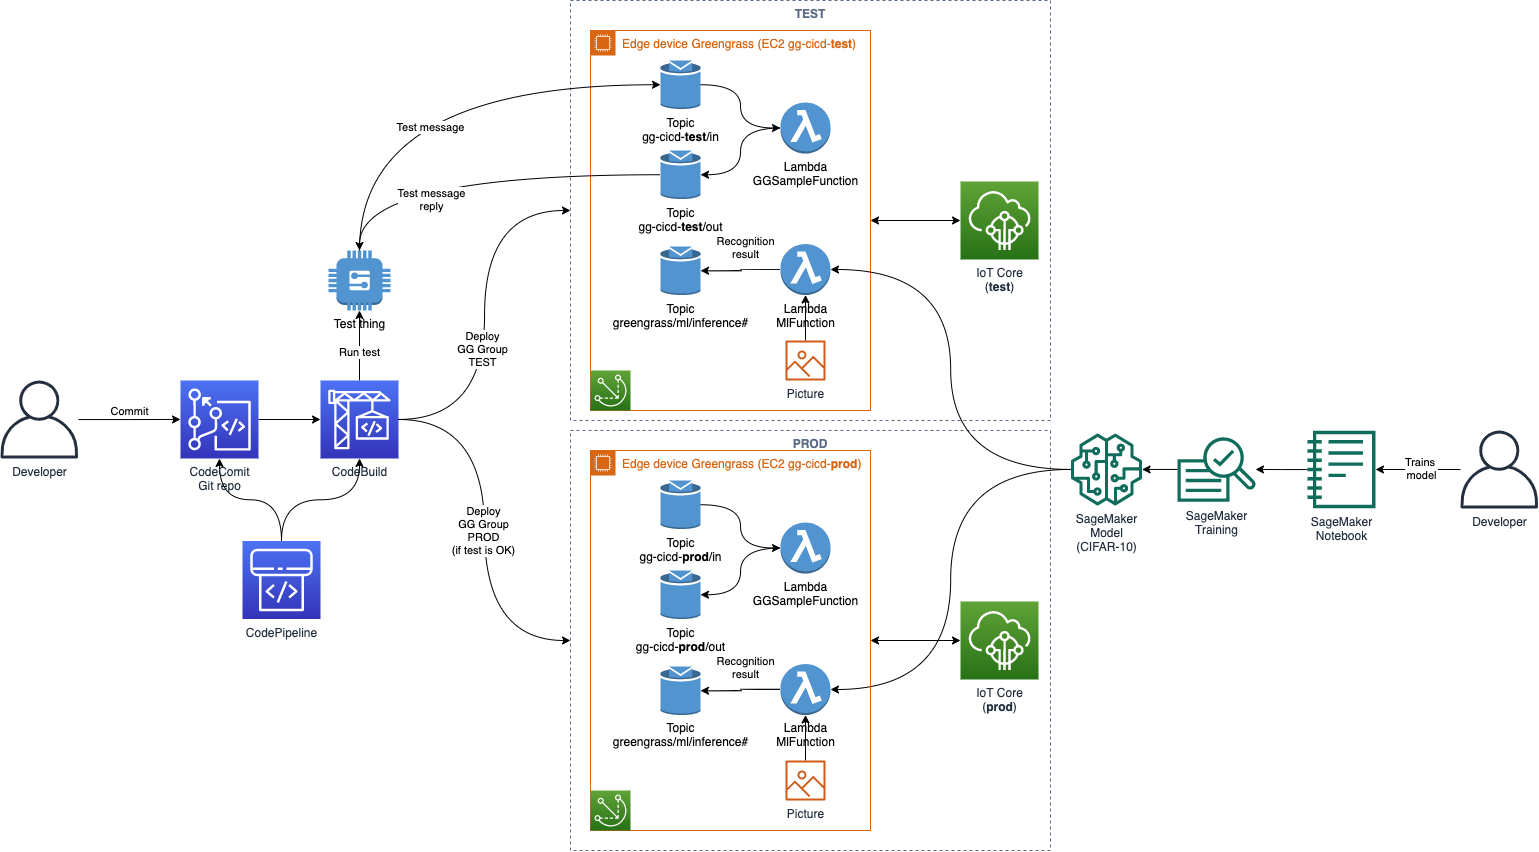 TEST
Edge device Greengrass (EC2 gg-cicd-test)
Topic
gg-cicd-test/in
Lambda
GGSampleFunction
Topic
gg-cicd-test/out
Recognition
result
Topic
greengrass/ml/inference#
Lambda
MlFunction
Picture
IoT Core
(test)
Test message
Test message
reply
Test thing
Run test
Deploy
GG Group
TEST
Developer
Commit
CodeComit
Git repo
CodeBuild
CodePipeline
Deploy
GG Group
PROD
(if test is OK)
PROD
Edge device Greengrass (EC2 gg-cicd-prod)
Topic
gg-cicd-prod/in
Lambda
GGSampleFunction
Topic
gg-cicd-prod/out
Recognition
result
Topic
greengrass/ml/inference#
Lambda
MlFunction
Picture
IoT Core
(prod)
SageMaker
Model
(CIFAR-10)
SageMaker
Training
SageMaker
Notebook
Trains
model
Developer